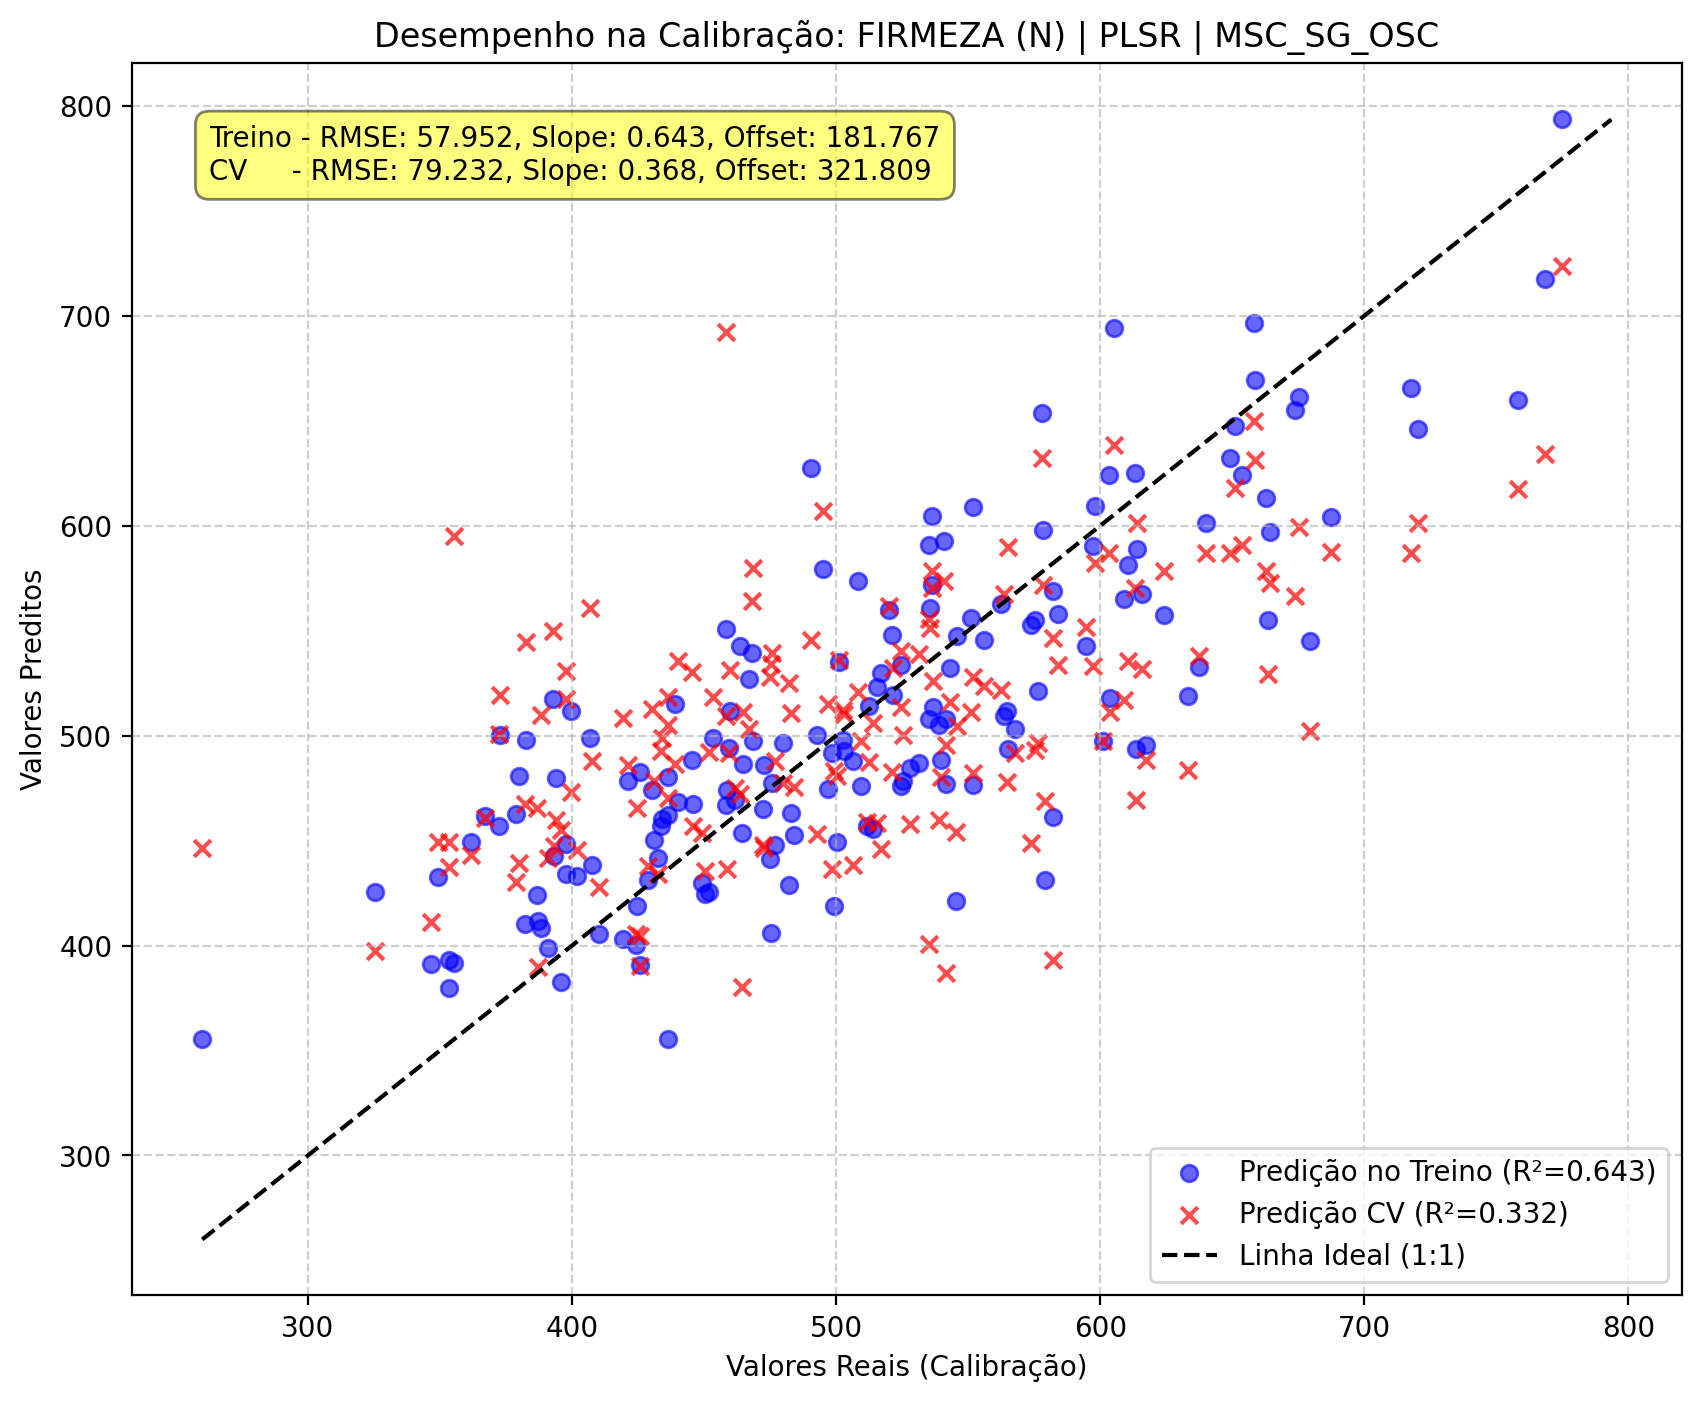 Desempenho na Calibração: FIRMEZA (N) | PLSR | MSC_SG_OSC
Treino - RMSE: 57.952, Slope: 0.643, Offset: 181.767
CV - RMSE: 79.232, Slope: 0.368, Offset: 321.809
Valores Preditos
800
700
600
500
400
300
Predição no Treino (R²=0.643)
Predição CV (R²=0.332)
Linha Ideal (1:1)
300 400 500 600 700 800
Valores Reais (Calibração)